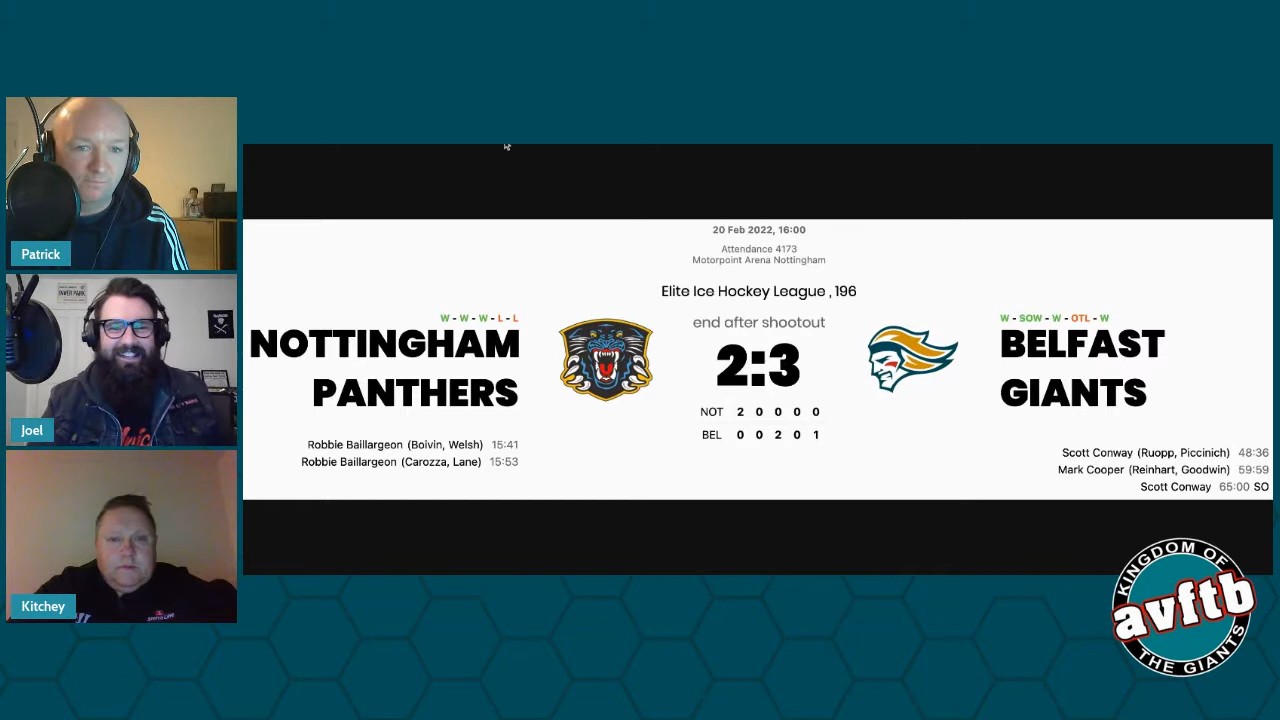 Patrick
Joel
Kitchey
20 Feb 2022, 16:00
Attendance 4173
Motorpoint Arena Nottingham
Elite Ice Hockey League , 196
end after shootout
2:3
NOT 2 0 0 0 0
BEL 0 0 2 0 1
W - W - W - L - L
NOTTINGHAM
PANTHERS
Robbie Baillargeon (Boivin, Welsh) 15:41
Robbie Baillargeon (Carozza, Lane) 15:53
W - SOW - W - OTL - W
BELFAST
GIANTS
Scott Conway (Ruopp, Piccinich) 48:36
Mark Cooper (Reinhart, Goodwin) 59:59
Scott Conway 65:00 SO
KINGDOM OF
avftb
THE GIANTS